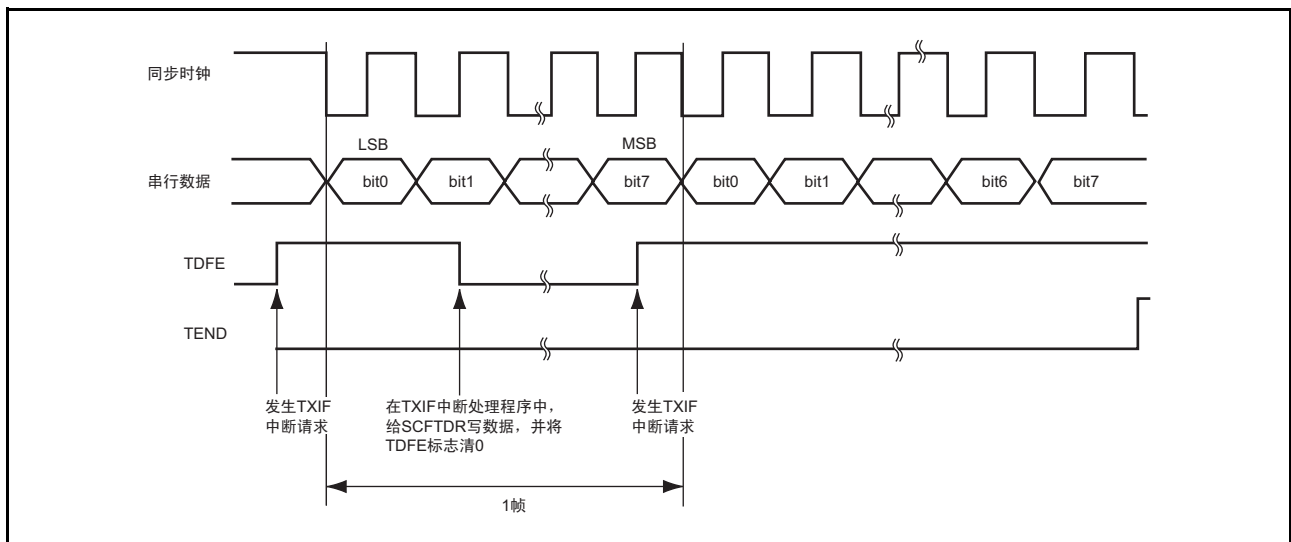 同步时钟
LSB
MSB
串行数据
bit0
bit1
bit7
bit0
bit1
bit6
bit7
TDFE
TEND
发生TXIF
中断请求
在TXIF中断处理程序中，
给SCFTDR写数据，并将
TDFE标志清0
发生TXIF
中断请求
1帧